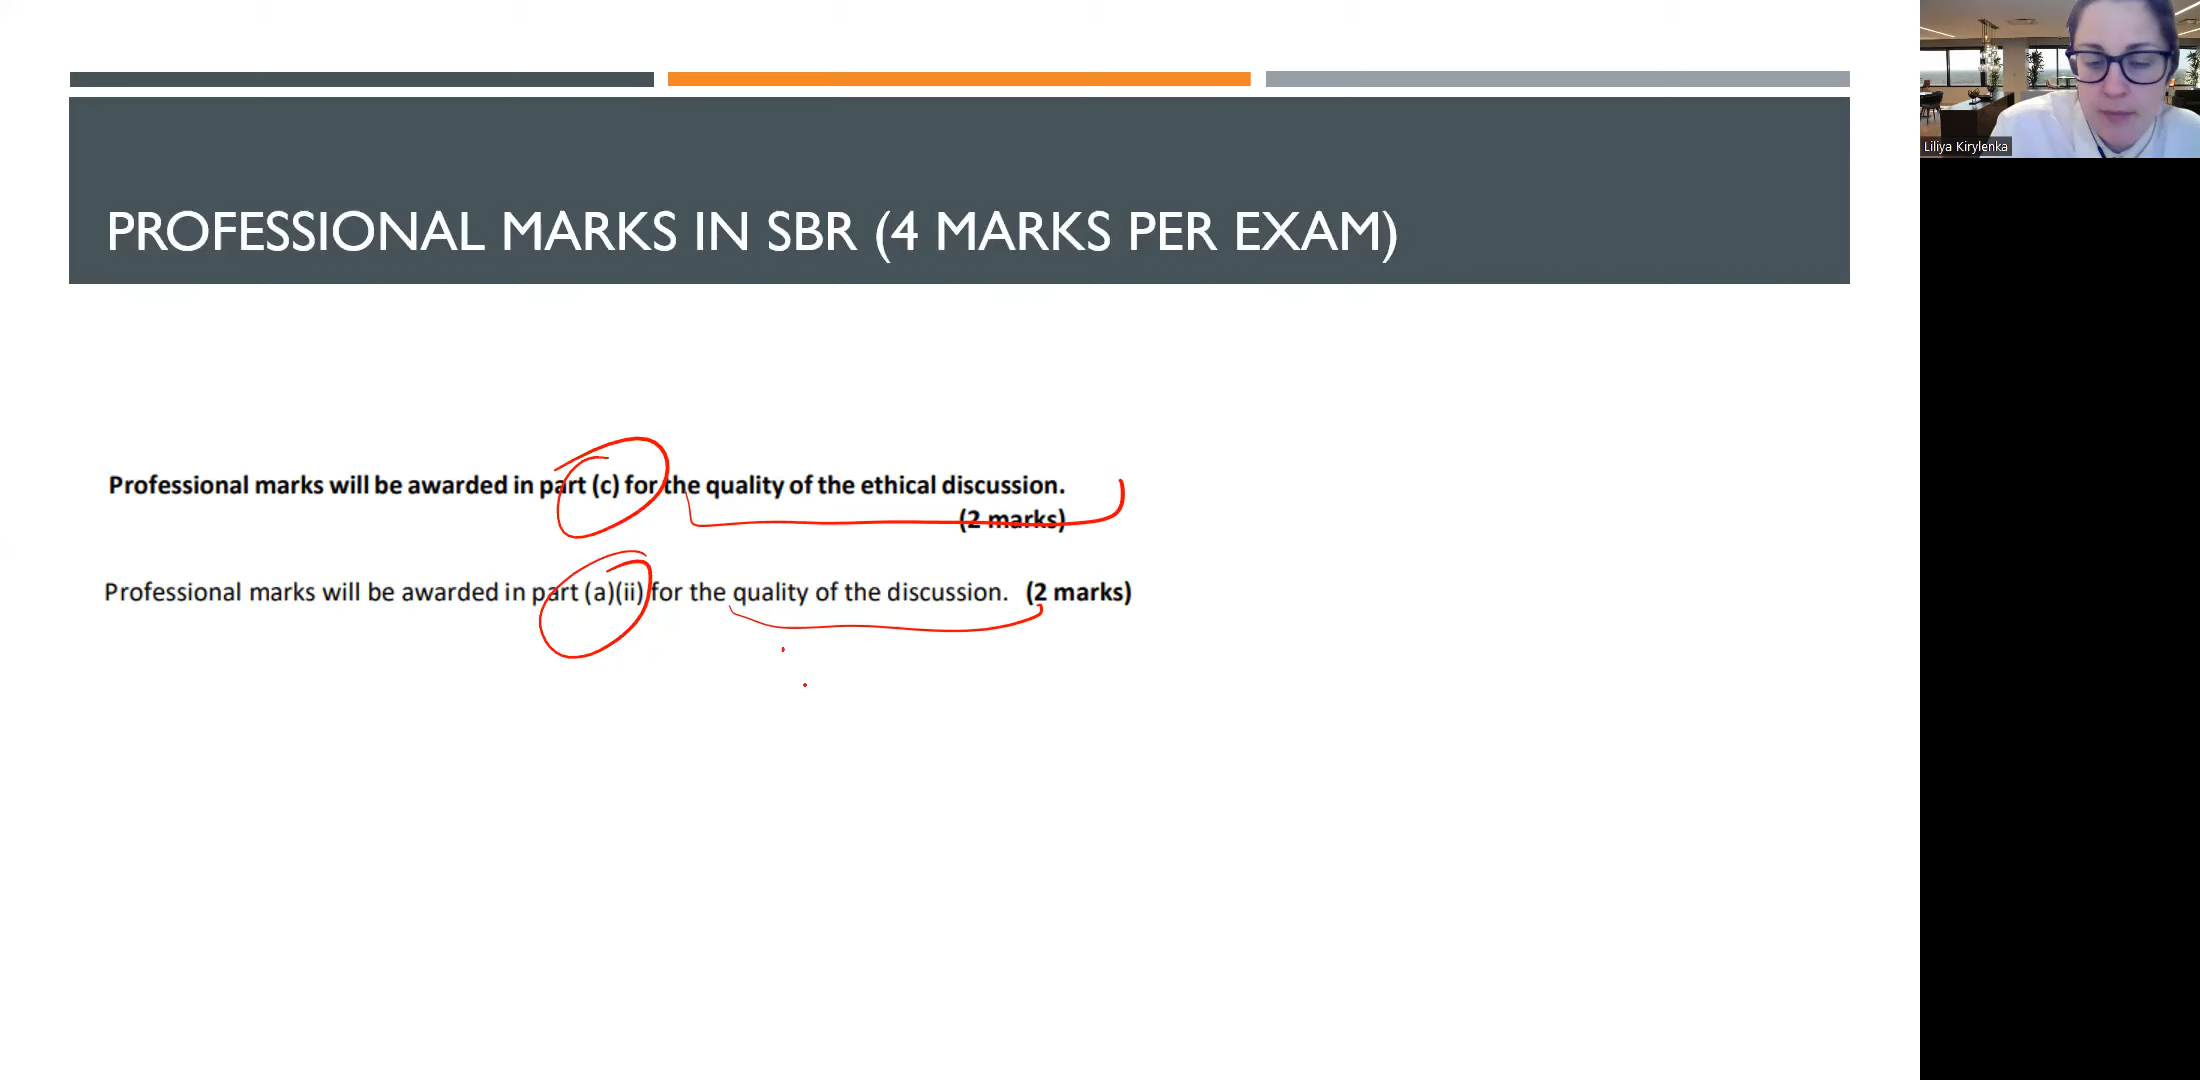 PROFESSIONAL MARKS IN SBR (4 MARKS PER EXAM)
Liliya Kirylenka
Professional marks will be awarded in part (c) for the quality of the ethical discussion.
(2 marks)
Professional marks will be awarded in part (a)(ii) for the quality of the discussion. (2 marks)